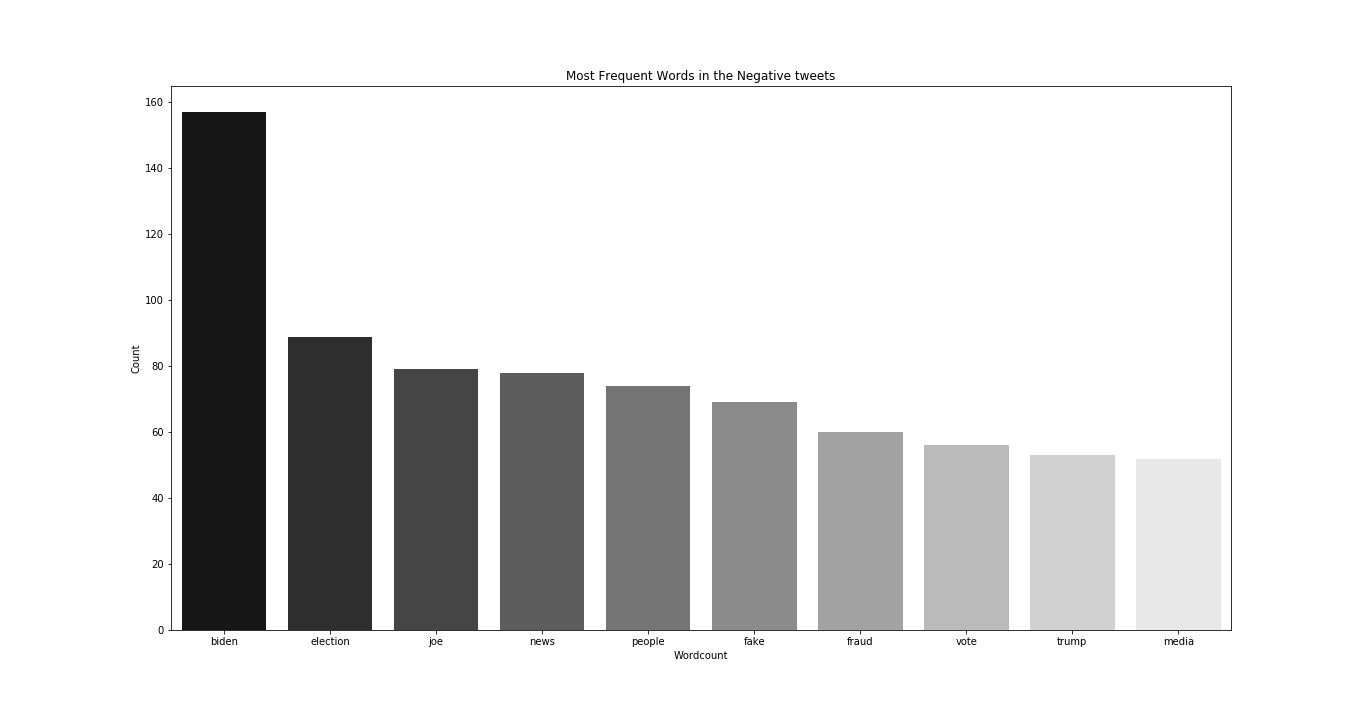 Most Frequent Words in the Negative tweets
160
140
120
100
80
60
40
20
0
Count
biden election joe news people fake fraud vote trump media
Wordcount